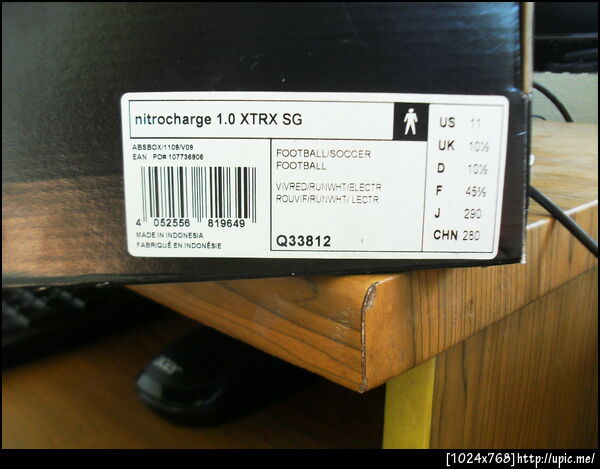 nitrocharge 1.0 XTRX SG
ABSBOX/1109/V09
EAN PO# 107736906
4 052556 819649
MADE IN INDONESIA
FABRIQUÉ EN INDONÉSIE
FOOTBALL/SOCCER
FOOTBALL
VIVRED/RUNWHT/ELECTR
ROUVIF/RUNWHT/ LECTR
Q33812
US 11
UK 10½
D 10½
F 45⅓
J 290
CHN 280
acer
[1024x768]http://upic.me/